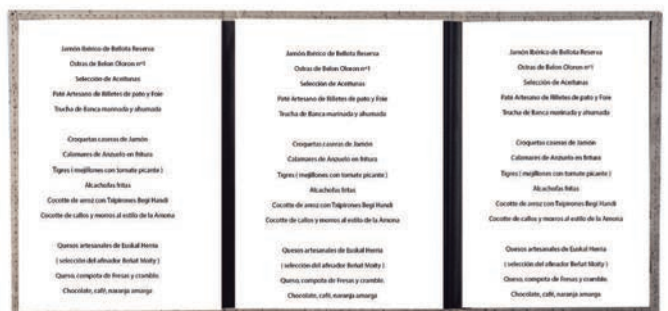 Jamón Ibérico de Bellota Reserva
Ostras de Belon Oloron nº1
Selección de Aceitunas
Paté Artesano de Rilletes de pato y Foie
Trucha de Banca marinada y ahumada
Croquetas caseras de Jamón
Calamares de Anzuelo en fritura
Tigres ( mejillones con tomate picante )
Alcachofas fritas
Cocotte de arroz con Txipirones Begi Handi
Cocotte de callos y morros al estilo de la Amona
Quesos artesanales de Euskal Herria
( selección del afinador Beñat Moity )
Queso, compota de fresas y crumble.
Chocolate, café, naranja amarga
Jamón Ibérico de Bellota Reserva
Ostras de Belon Oloron nº1
Selección de Aceitunas
Paté Artesano de Rilletes de pato y Foie
Trucha de Banca marinada y ahumada
Croquetas caseras de Jamón
Calamares de Anzuelo en fritura
Tigres ( mejillones con tomate picante )
Alcachofas fritas
Cocotte de arroz con Txipirones Begi Handi
Cocotte de callos y morros al estilo de la Amona
Quesos artesanales de Euskal Herria
( selección del afinador Beñat Moity )
Queso, compota de fresas y crumble.
Chocolate, café, naranja amarga
Jamón Ibérico de Bellota Reserva
Ostras de Belon Oloron nº1
Selección de Aceitunas
Paté Artesano de Rilletes de pato y Foie
Trucha de Banca marinada y ahumada
Croquetas caseras de Jamón
Calamares de Anzuelo en fritura
Tigres ( mejillones con tomate picante )
Alcachofas fritas
Cocotte de arroz con Txipirones Begi Handi
Cocotte de callos y morros al estilo de la Amona
Quesos artesanales de Euskal Herria
( selección del afinador Beñat Moity )
Queso, compota de fresas y crumble.
Chocolate, café, naranja amarga